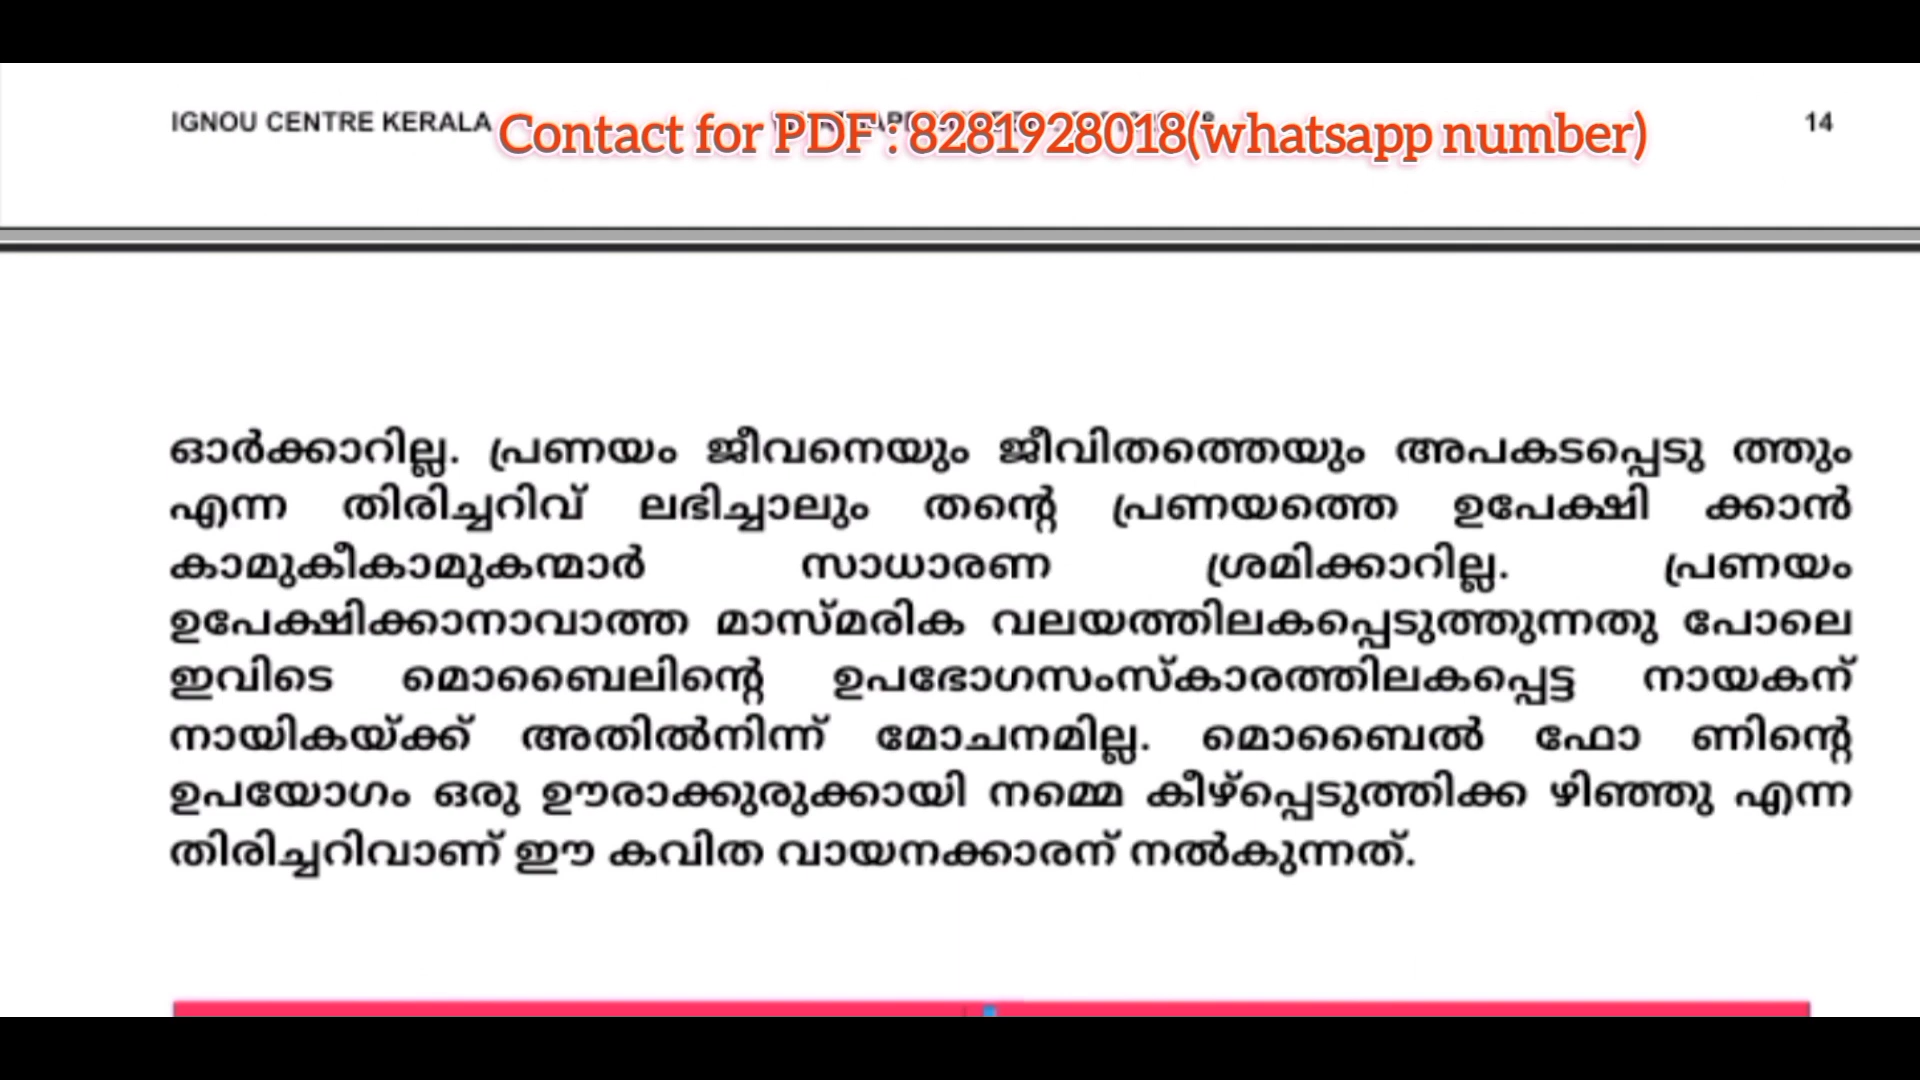 IGNOU CENTRE KERALA
Contact for PDF : 8281928018(whatsapp number)
14
ഓർക്കാറില്ല. പ്രണയം ജീവനെയും ജീവിതത്തെയും അപകടപ്പെടു ത്തും
എന്ന തിരിച്ചറിവ് ലഭിച്ചാലും തന്റെ പ്രണയത്തെ ഉപേക്ഷി ക്കാൻ
കാമുകീകാമുകന്മാർ സാധാരണ ശ്രമിക്കാറില്ല. പ്രണയം
ഉപേക്ഷിക്കാനാവാത്ത മാസ്മരിക വലയത്തിലകപ്പെടുത്തുന്നതു പോലെ
ഇവിടെ മൊബൈലിന്റെ ഉപഭോഗസംസ്കാരത്തിലകപ്പെട്ട നായകന്
നായികയ്ക്ക് അതിൽനിന്ന് മോചനമില്ല. മൊബൈൽ ഫോ ണിന്റെ
ഉപയോഗം ഒരു ഊരാക്കുരുക്കായി നമ്മെ കീഴ്പ്പെടുത്തിക്ക ഴിഞ്ഞു എന്ന
തിരിച്ചറിവാണ് ഈ കവിത വായനക്കാരന് നൽകുന്നത്.